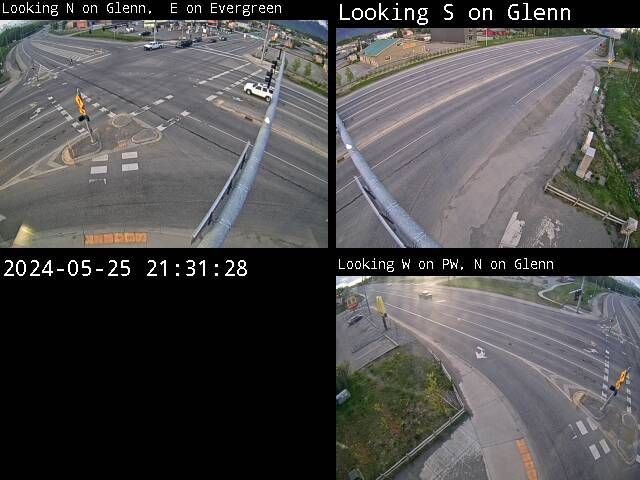 Looking N on Glenn, E on Evergreen
Looking S on Glenn
2024-05-25 21:31:28
Looking W on PW, N on Glenn